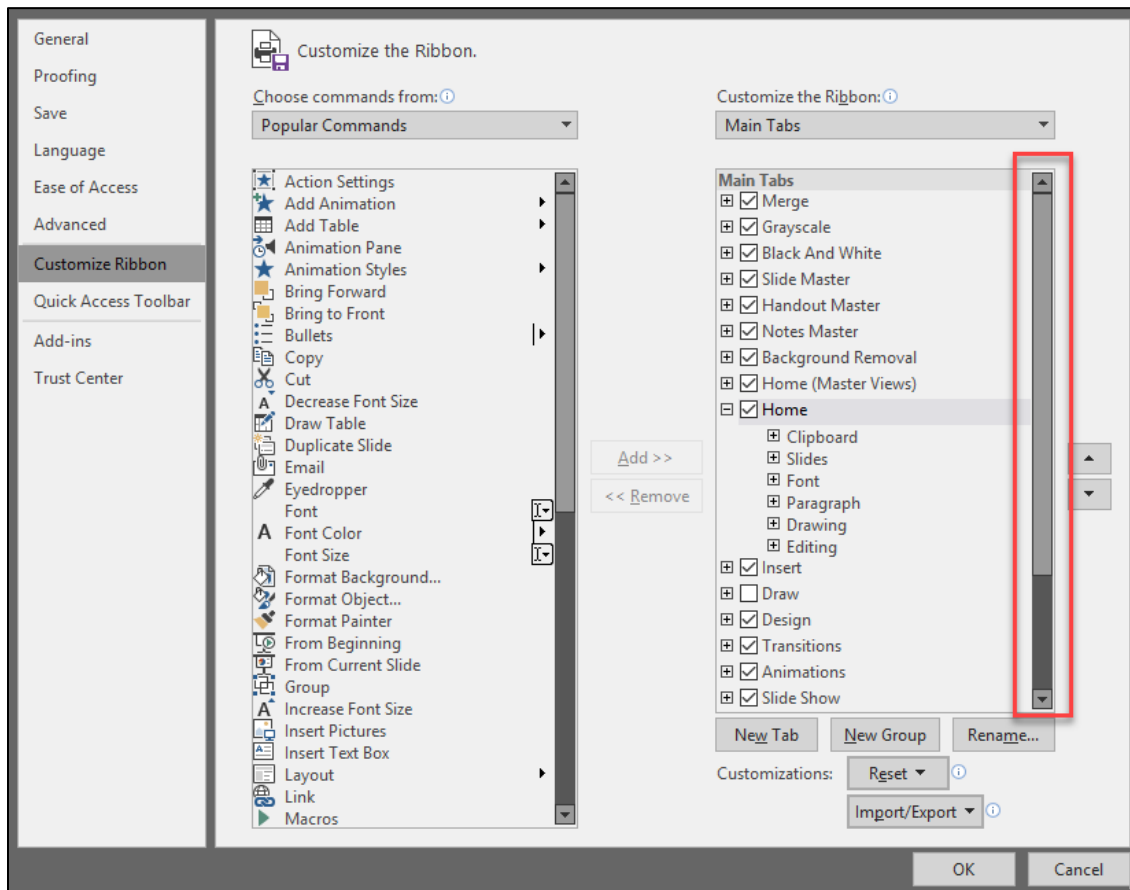 General
Proofing
Save
Language
Ease of Access
Advanced
Customize Ribbon
Quick Access Toolbar
Add-ins
Trust Center
Customize the Ribbon.
Choose commands from:
Popular Commands
Action Settings
Add Animation
Add Table
Animation Pane
Animation Styles
Bring Forward
Bring to Front
Bullets
Copy
Cut
Decrease Font Size
Draw Table
Duplicate Slide
Email
Eyedropper
Font
Font Color
Font Size
Format Background...
Format Object...
Format Painter
From Beginning
From Current Slide
Group
Increase Font Size
Insert Pictures
Insert Text Box
Layout
Link
Macros
Add >>
<< Remove
Customize the Ribbon:
Main Tabs
Main Tabs
Merge
Grayscale
Black And White
Slide Master
Handout Master
Notes Master
Background Removal
Home (Master Views)
Home
Clipboard
Slides
Font
Paragraph
Drawing
Editing
Insert
Draw
Design
Transitions
Animations
Slide Show
New Tab
New Group
Rename...
Customizations:
Reset
Import/Export
OK
Cancel